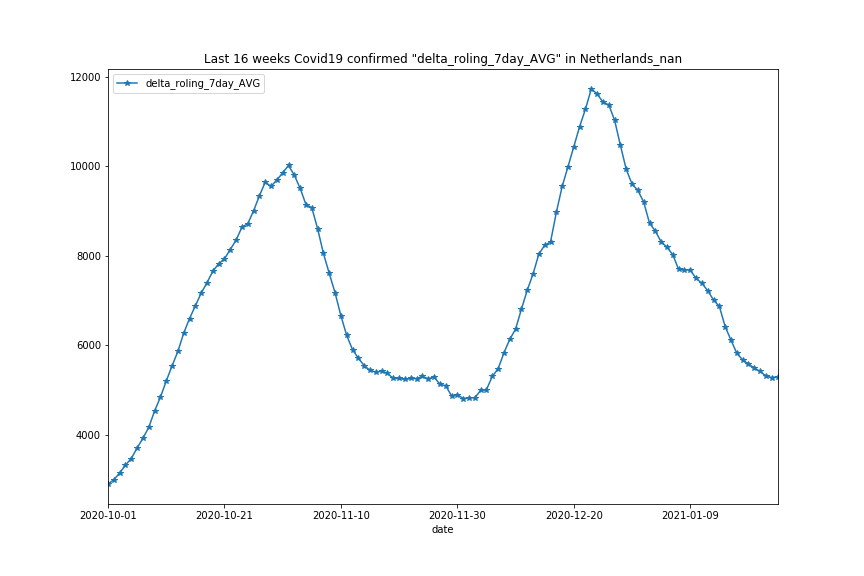 Last 16 weeks Covid19 confirmed "delta_roling_7day_AVG" in Netherlands_nan
delta_roling_7day_AVG
12000
10000
8000
6000
4000
2020-10-01 2020-10-21 2020-11-10 2020-11-30 2020-12-20 2021-01-09
date